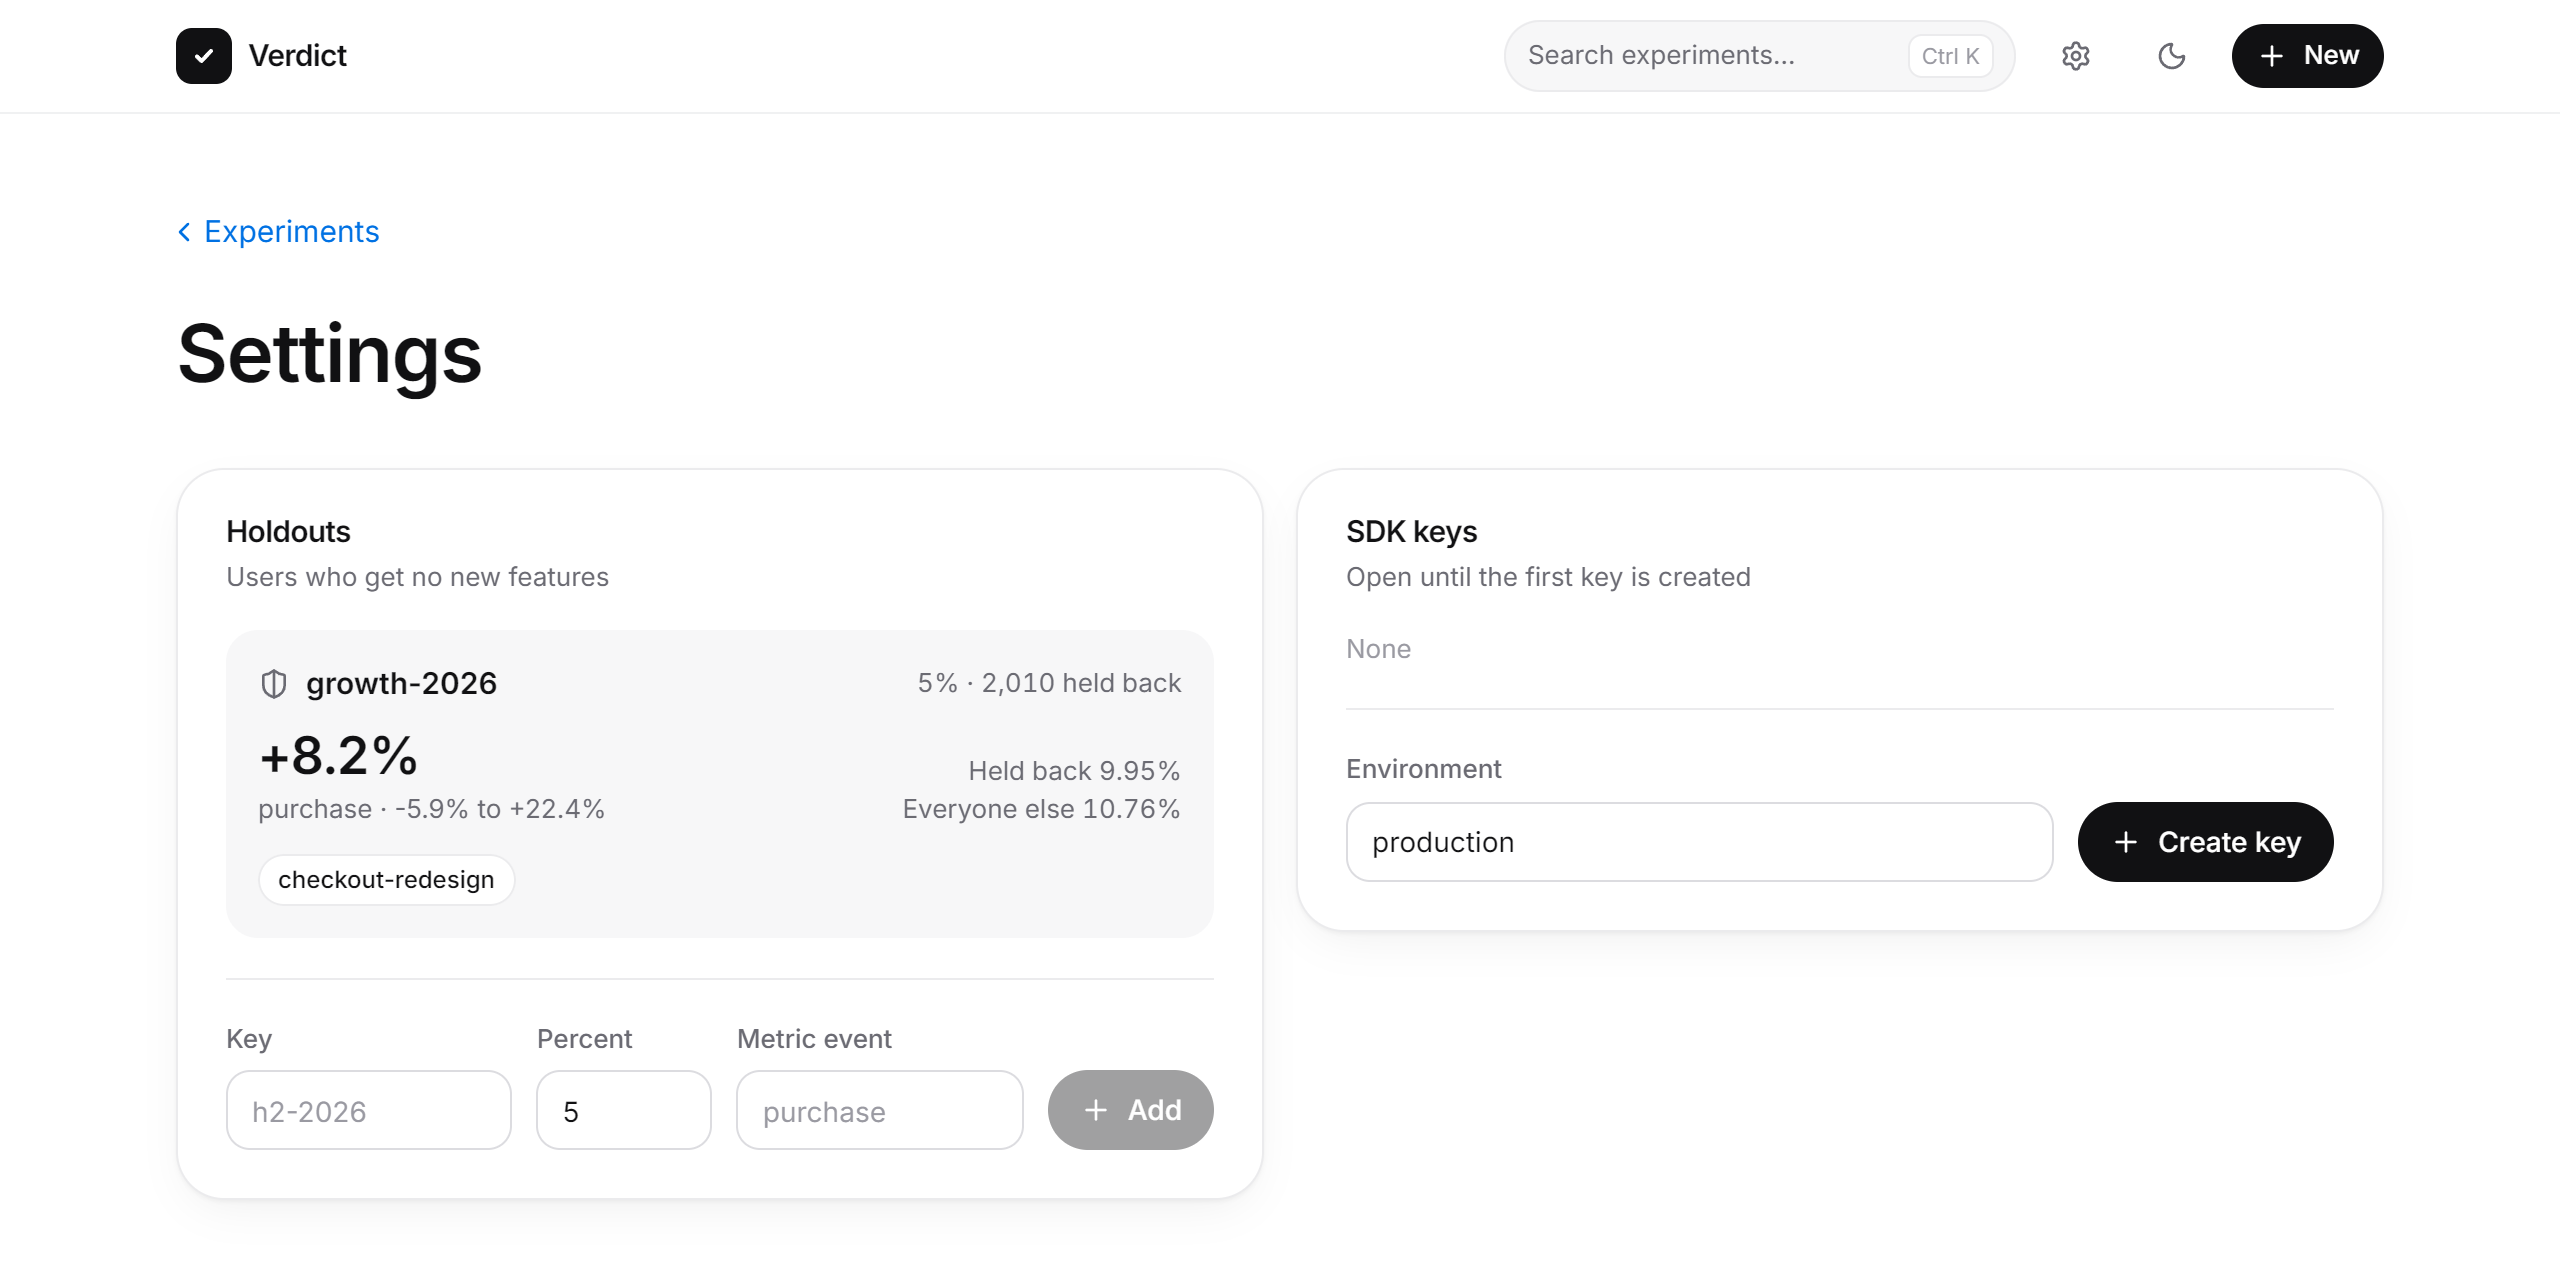 Verdict
Search experiments...
Ctrl K
New
Experiments
Settings
Holdouts
Users who get no new features
growth-2026
5% · 2,010 held back
+8.2%
purchase · -5.9% to +22.4%
Held back 9.95%
Everyone else 10.76%
checkout-redesign
Key
Percent
Metric event
h2-2026
5
purchase
Add
SDK keys
Open until the first key is created
None
Environment
production
Create key